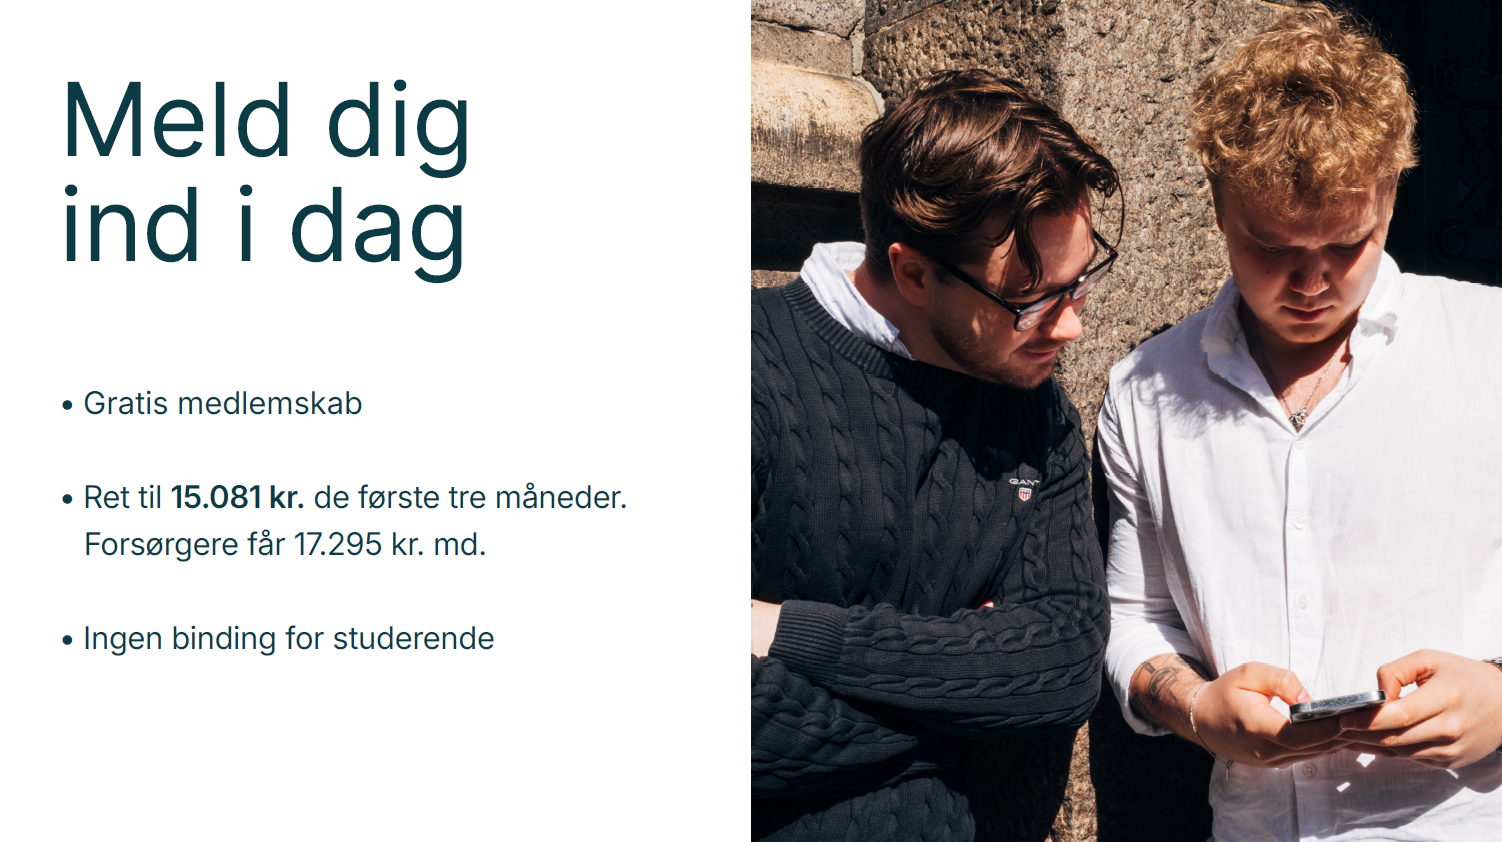 Meld dig
ind i dag
• Gratis medlemskab
• Ret til 15.081 kr. de første tre måneder.
Forsørgere får 17.295 kr. md.
• Ingen binding for studerende
GANT